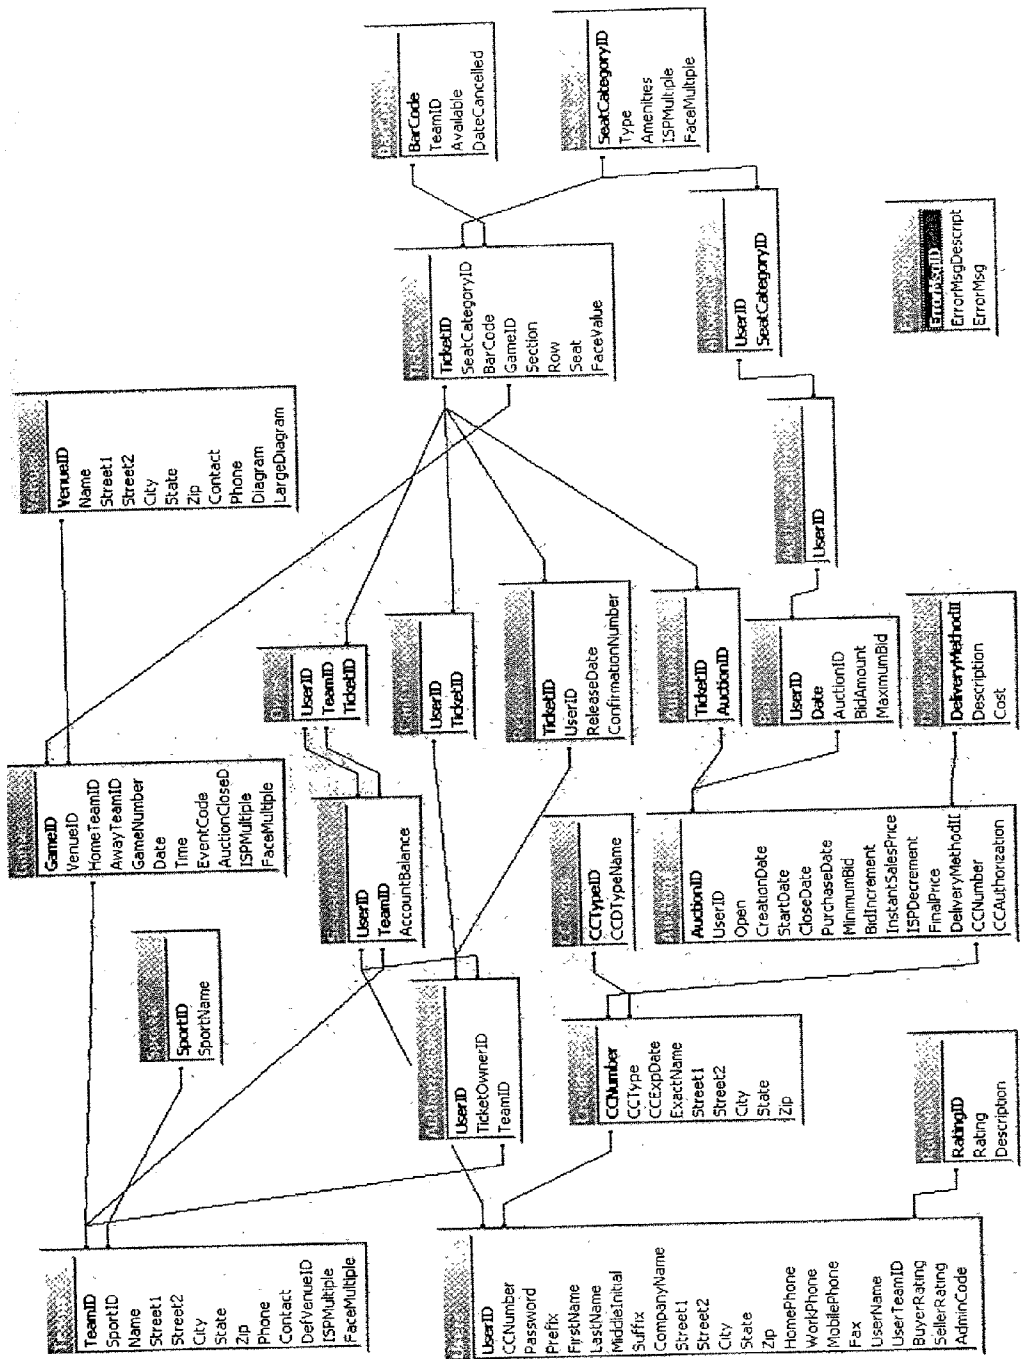 TeamID
SportID
Name
Street1
Street2
City
State
Zip
Phone
Contact
DefVenueID
ISPMultiple
FaceMultiple
SportID
SportName
GameID
VenueID
HomeTeamID
AwayTeamID
GameNumber
Date
Time
EventCode
AuctionCloseD
ISPMultiple
FaceMultiple
VenueID
Name
Street1
Street2
City
State
Zip
Contact
Phone
Diagram
LargeDiagram
UserID
TeamID
AccountBalance
UserID
TeamID
TicketID
UserID
TicketID
TicketID
UserID
ReleaseDate
ConfirmationNumber
TicketID
SeatCategoryID
BarCode
GameID
Section
Row
Seat
FaceValue
BarCode
TeamID
Available
DateCancelled
SeatCategoryID
Type
Amenities
ISPMultiple
FaceMultiple
UserID
TicketOwnerID
TeamID
UserID
CCNumber
Password
Prefix
FirstName
LastName
MiddleInitial
Suffix
CompanyName
Street1
Street2
City
State
Zip
HomePhone
WorkPhone
MobilePhone
Fax
UserName
UserTeamID
BuyerRating
SellerRating
AdminCode
CCNumber
CCType
CCExpDate
ExactName
Street1
Street2
City
State
Zip
CCTypeID
CCDTypeName
RatingID
Rating
Description
AuctionID
UserID
Open
CreationDate
StartDate
CloseDate
PurchaseDate
MinimumBid
BidIncrement
InstantSalesPrice
ISPDecrement
FinalPrice
DeliveryMethodII
CCNumber
CCAuthorization
TicketID
AuctionID
UserID
Date
AuctionID
BidAmount
MaximumBid
DeliveryMethodII
Description
Cost
UserID
UserID
SeatCategoryID
ErrorMsgID
ErrorMsgDescript
ErrorMsg